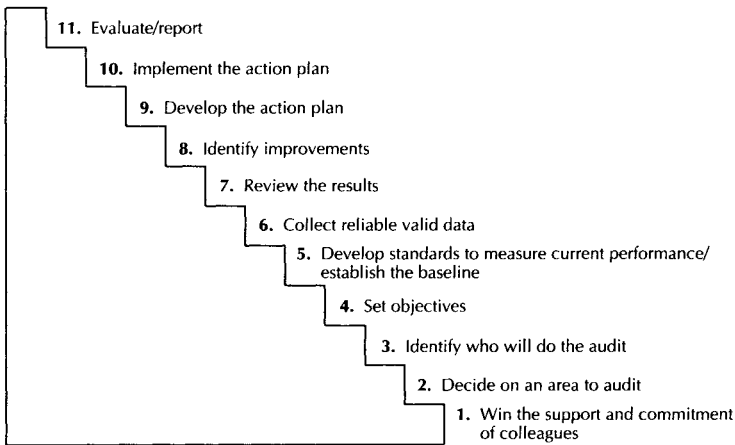 11. Evaluate/report
10. Implement the action plan
9. Develop the action plan
8. Identify improvements
7. Review the results
6. Collect reliable valid data
5. Develop standards to measure current performance/
establish the baseline
4. Set objectives
3. Identify who will do the audit
2. Decide on an area to audit
1. Win the support and commitment
of colleagues